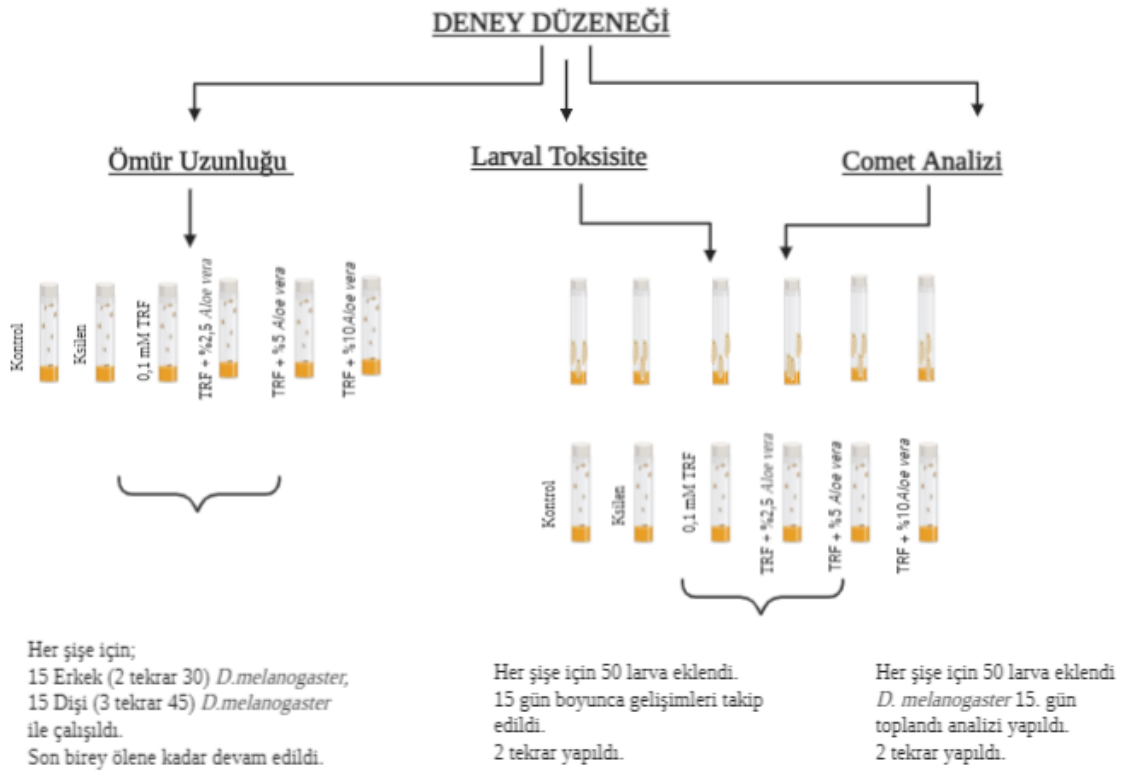 DENEY DÜZENEĞİ
Ömür Uzunluğu
Larval Toksisite
Comet Analizi
Kontrol
Ksilen
0,1 mM TRF
TRF + %2,5 Aloe vera
TRF + %5 Aloe vera
TRF + %10Aloe vera
Kontrol
Ksilen
0,1 mM TRF
TRF + %2,5 Aloe vera
TRF + %5 Aloe vera
TRF + %10Aloe vera
Her şişe için;
15 Erkek (2 tekrar 30) D.melanogaster,
15 Dişi (3 tekrar 45) D.melanogaster
ile çalışıldı.
Son birey ölene kadar devam edildi.
Her şişe için 50 larva eklendi.
15 gün boyunca gelişimleri takip
edildi.
2 tekrar yapıldı.
Her şişe için 50 larva eklendi
D. melanogaster 15. gün
toplandı analizi yapıldı.
2 tekrar yapıldı.